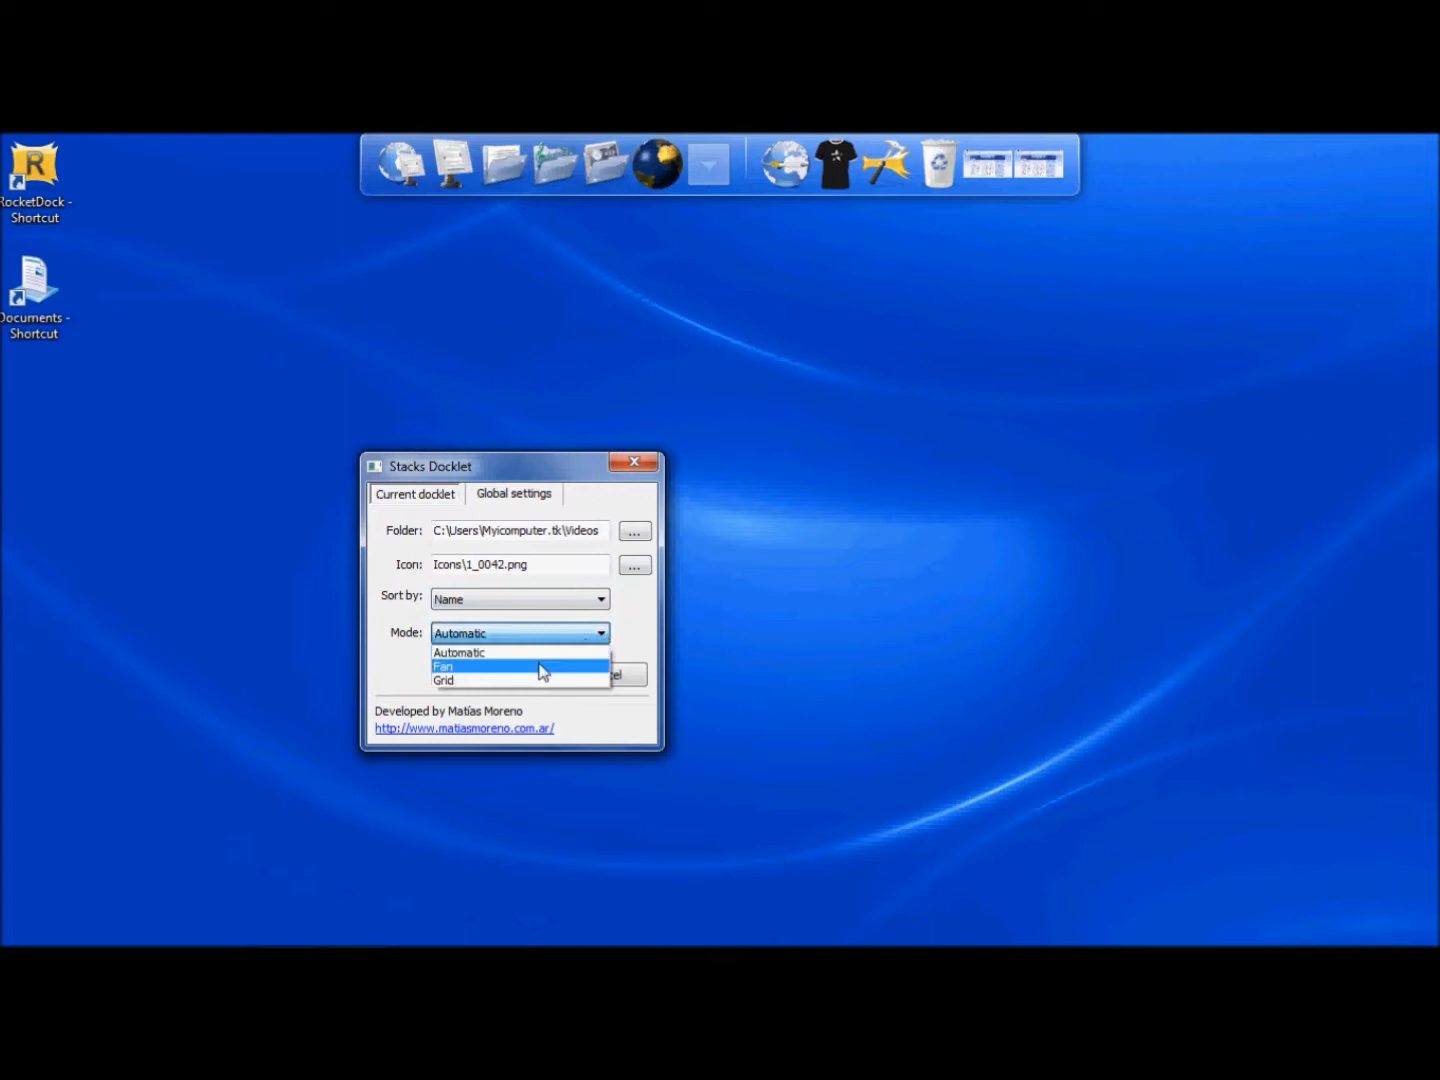 R
RocketDock -
Shortcut
Documents -
Shortcut
Stacks Docklet
Current docklet
Global settings
Folder: C:\Users\Myicomputer.tk\Videos ...
Icon: Icons\1_0042.png ...
Sort by: Name
Mode: Automatic
Automatic
Fan
Grid
Developed by Matías Moreno
http://www.matiasmoreno.com.ar/